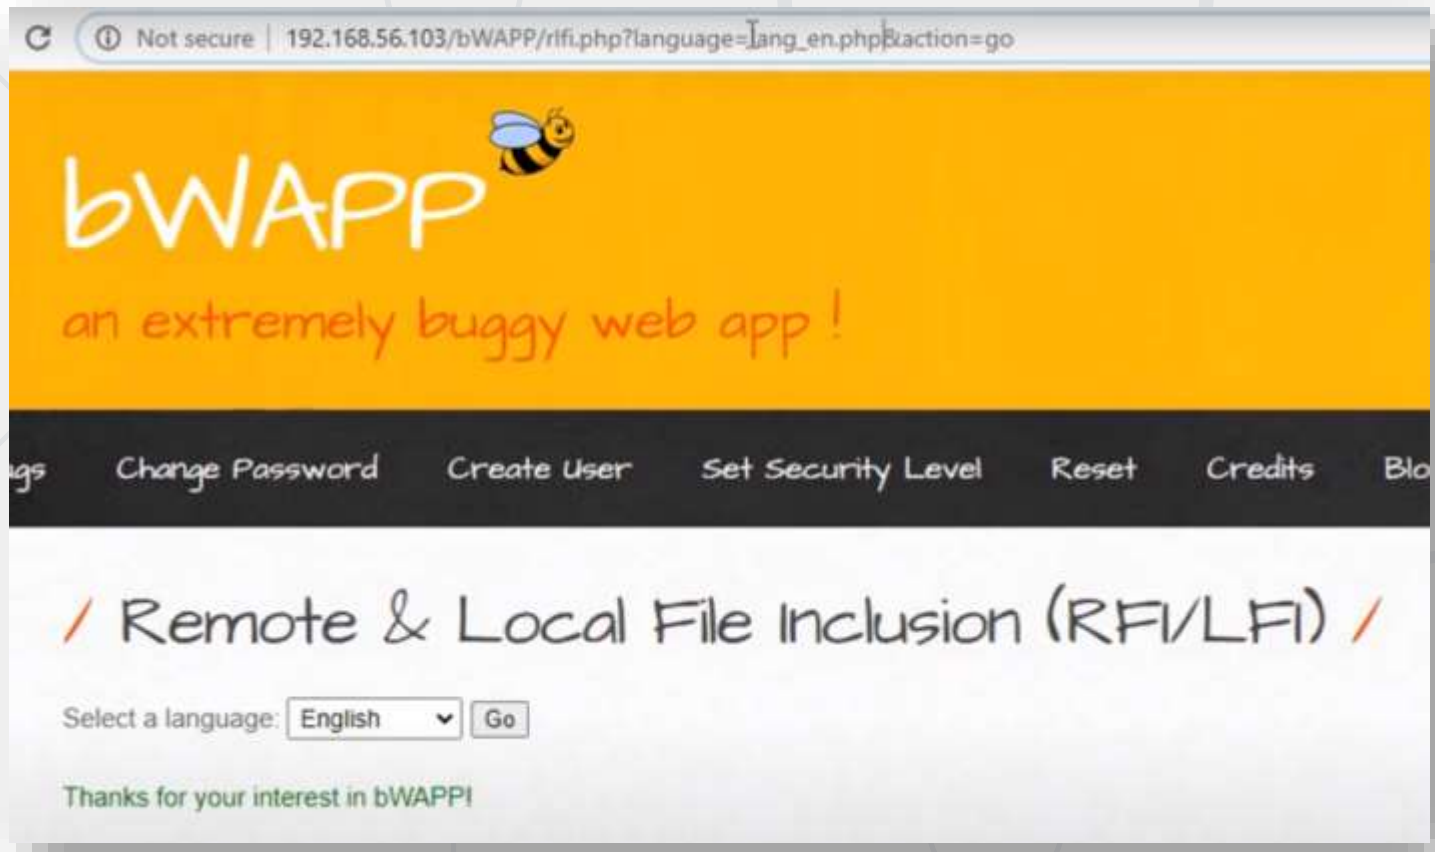 Not secure | 192.168.56.103/bWAPP/rlfi.php?language=lang_en.php&action=go
bWAPP
an extremely buggy web app !
ugs Change Password Create User Set Security Level Reset Credits Blo
/ Remote & Local File Inclusion (RFI/LFI) /
Select a language: English Go
Thanks for your interest in bWAPP!